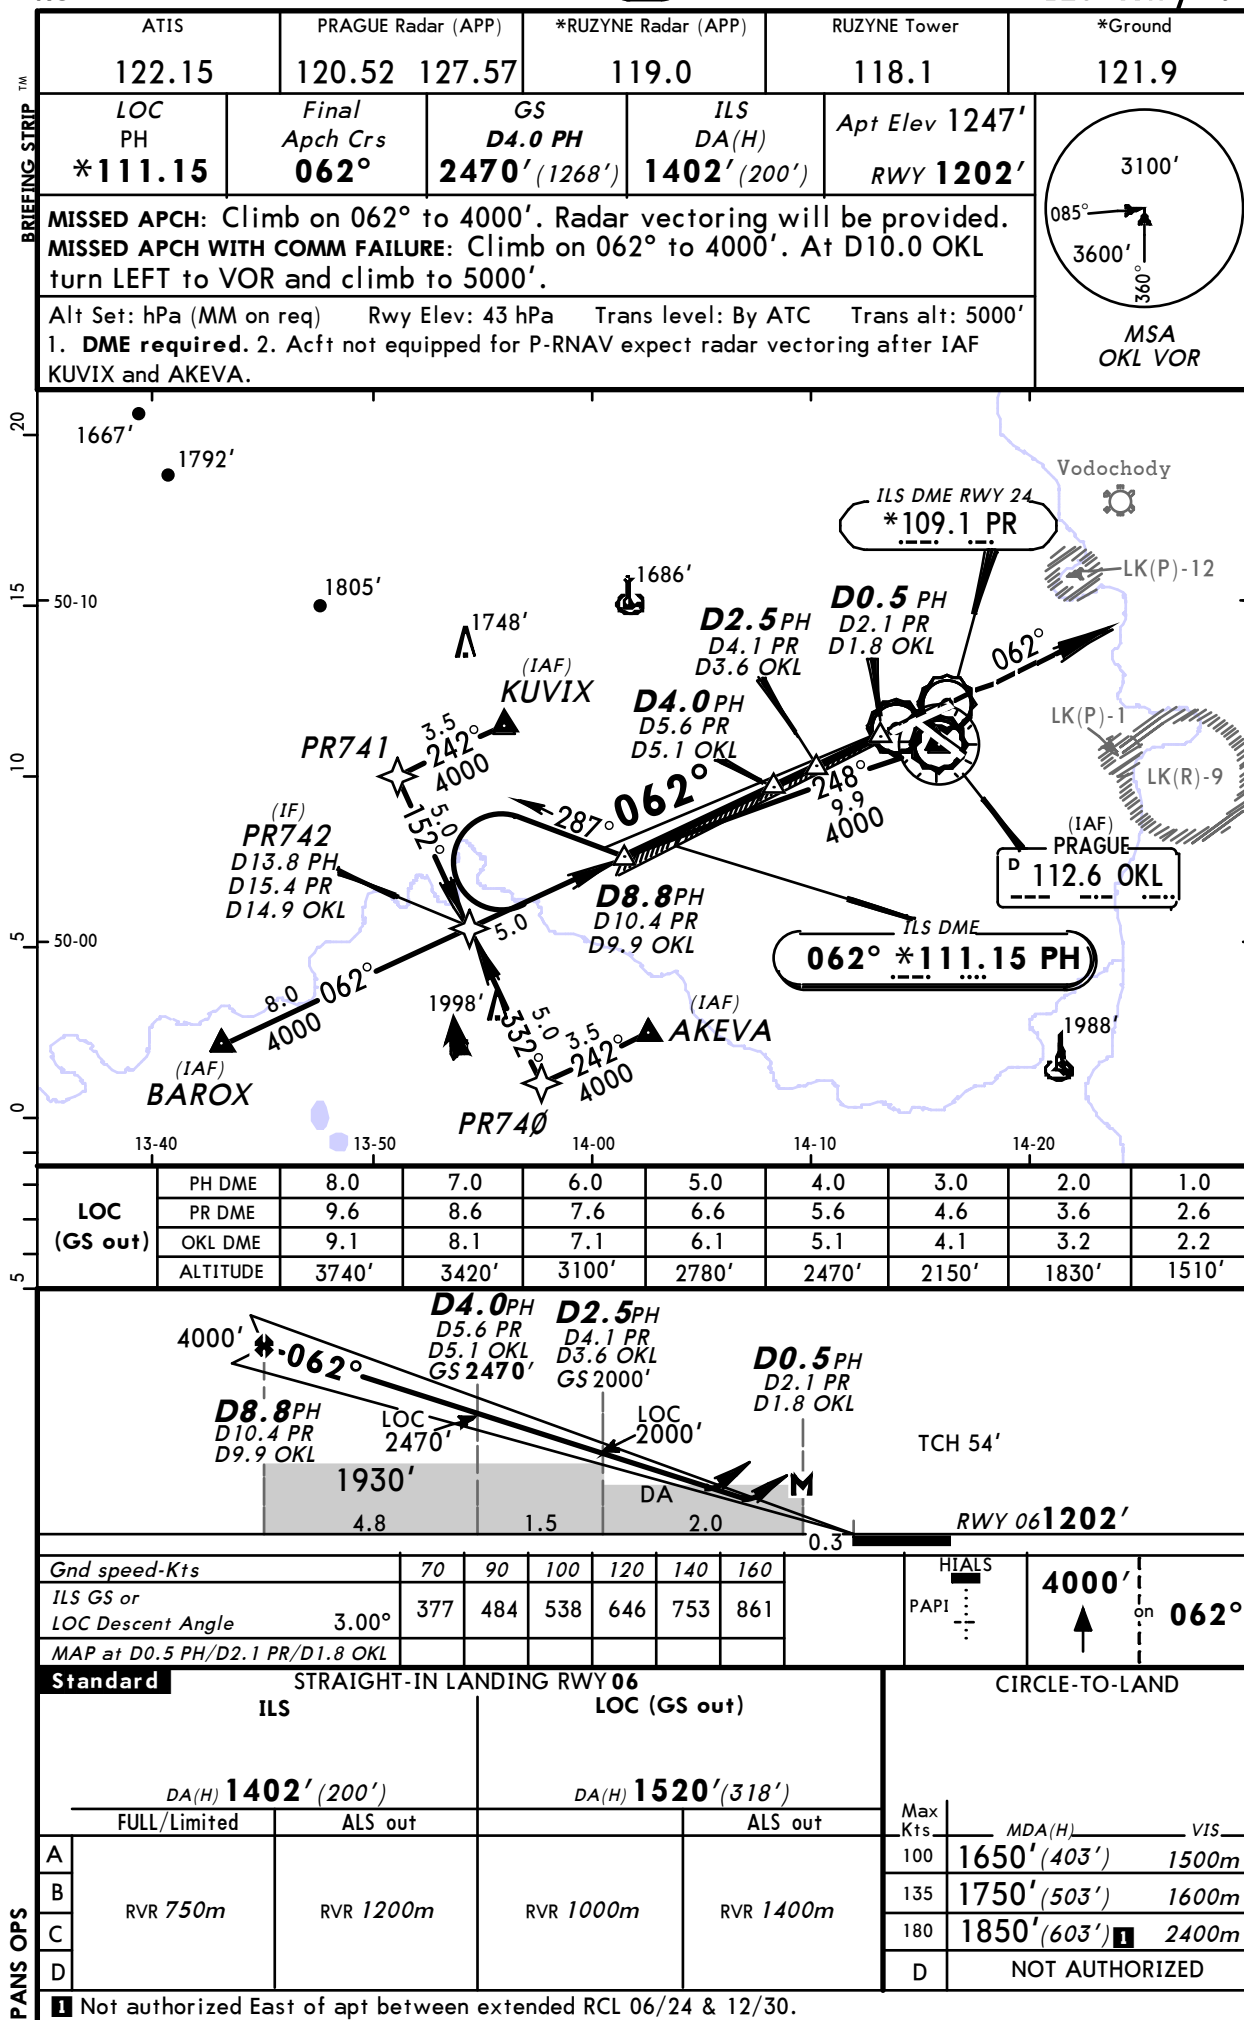 ATIS
PRAGUE Radar (APP)
*RUZYNE Radar (APP)
RUZYNE Tower
*Ground
122.15
120.52 127.57
119.0
118.1
121.9
BRIEFING STRIP TM
LOC
PH
*111.15
Final
Apch Crs
062°
GS
D4.0 PH
2470' (1268')
ILS
DA(H)
1402' (200')
Apt Elev 1247'
RWY 1202'
3100'
085°
3600'
360°
MSA
OKL VOR
MISSED APCH: Climb on 062° to 4000'. Radar vectoring will be provided.
MISSED APCH WITH COMM FAILURE: Climb on 062° to 4000'. At D10.0 OKL
turn LEFT to VOR and climb to 5000'.
Alt Set: hPa (MM on req) Rwy Elev: 43 hPa Trans level: By ATC Trans alt: 5000'
1. DME required. 2. Acft not equipped for P-RNAV expect radar vectoring after IAF
KUVIX and AKEVA.
20
15
10
5
0
5
1667'
1792'
Vodochody
ILS DME RWY 24
*109.1 PR
LK(P)-12
50-10
1805'
1686'
1748'
D2.5 PH
D4.1 PR
D3.6 OKL
D0.5 PH
D2.1 PR
D1.8 OKL
062°
(IAF)
KUVIX
D4.0 PH
D5.6 PR
D5.1 OKL
LK(P)-1
LK(R)-9
PR741
3.5
242°
4000
(IF)
PR742
D13.8 PH
D15.4 PR
D14.9 OKL
5.0
152°
287°
062°
248°
9.9
4000
(IAF)
PRAGUE
D 112.6 OKL
D8.8 PH
D10.4 PR
D9.9 OKL
5.0
ILS DME
062° *111.15 PH
50-00
8.0 062°
4000
1998'
5.0
332°
3.5
242°
4000
(IAF)
AKEVA
1988'
(IAF)
BAROX
PR740
13-40
13-50
14-00
14-10
14-20
LOC
(GS out)
PH DME 8.0 7.0 6.0 5.0 4.0 3.0 2.0 1.0
PR DME 9.6 8.6 7.6 6.6 5.6 4.6 3.6 2.6
OKL DME 9.1 8.1 7.1 6.1 5.1 4.1 3.2 2.2
ALTITUDE 3740' 3420' 3100' 2780' 2470' 2150' 1830' 1510'
4000'
062°
D8.8 PH
D10.4 PR
D9.9 OKL
D4.0 PH
D5.6 PR
D5.1 OKL
GS 2470'
D2.5 PH
D4.1 PR
D3.6 OKL
GS 2000'
D0.5 PH
D2.1 PR
D1.8 OKL
LOC
2470'
LOC
2000'
TCH 54'
1930'
DA
M
4.8
1.5
2.0
0.3
RWY 06 1202'
Gnd speed-Kts 70 90 100 120 140 160
ILS GS or
LOC Descent Angle 3.00° 377 484 538 646 753 861
MAP at D0.5 PH/D2.1 PR/D1.8 OKL
HIALS
PAPI
4000'
on 062°
Standard
STRAIGHT-IN LANDING RWY 06
ILS
LOC (GS out)
CIRCLE-TO-LAND
DA(H) 1402' (200')
DA(H) 1520' (318')
FULL/Limited
ALS out
ALS out
Max
Kts
MDA(H)
VIS
A
B
C
D
RVR 750m
RVR 1200m
RVR 1000m
RVR 1400m
100 1650' (403') 1500m
135 1750' (503') 1600m
180 1850' (603') 1 2400m
D NOT AUTHORIZED
PANS OPS
1 Not authorized East of apt between extended RCL 06/24 & 12/30.